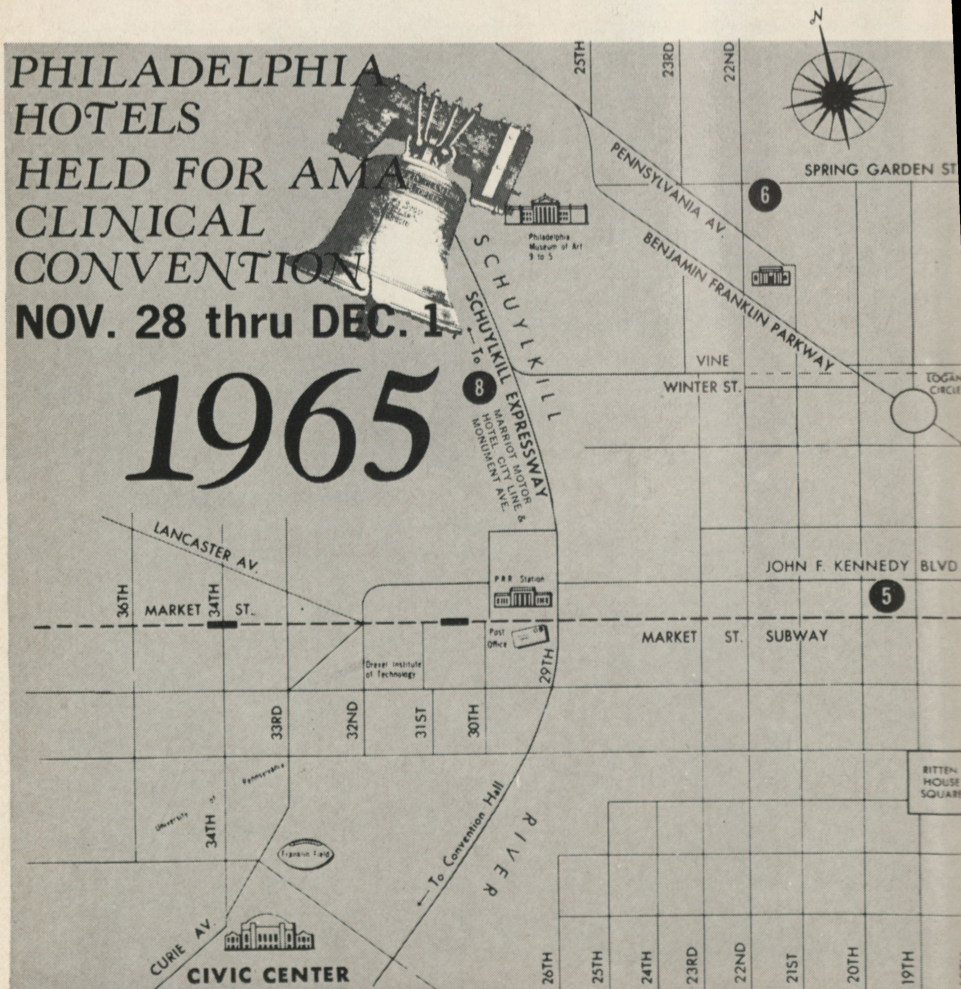 PHILADELPHIA
HOTELS
HELD FOR AMA
CLINICAL
CONVENTION
NOV. 28 thru DEC. 1
1965
N
25TH
23RD
22ND
SPRING GARDEN ST
PENNSYLVANIA AV.
6
Philadelphia
Museum of Art
9 to 5
BENJAMIN FRANKLIN PARKWAY
SCHUYLKILL
SCHUYLKILL EXPRESSWAY
← To
8
MARRIOT MOTOR
HOTEL, CITY LINE &
MONUMENT AVE.
VINE
WINTER ST.
LOGAN
CIRCLE
LANCASTER AV.
JOHN F. KENNEDY BLVD
5
36TH
MARKET
34TH
ST.
PRR Station
Post
Office
29TH
MARKET ST. SUBWAY
Drexel Institute
of Technology
33RD
32ND
31ST
30TH
RITTEN
HOUSE
SQUARE
Pennsylvania
University
34TH
Franklin Field
← To Convention Hall
RIVER
CURIE AV.
CIVIC CENTER
26TH
25TH
24TH
23RD
22ND
21ST
20TH
19TH